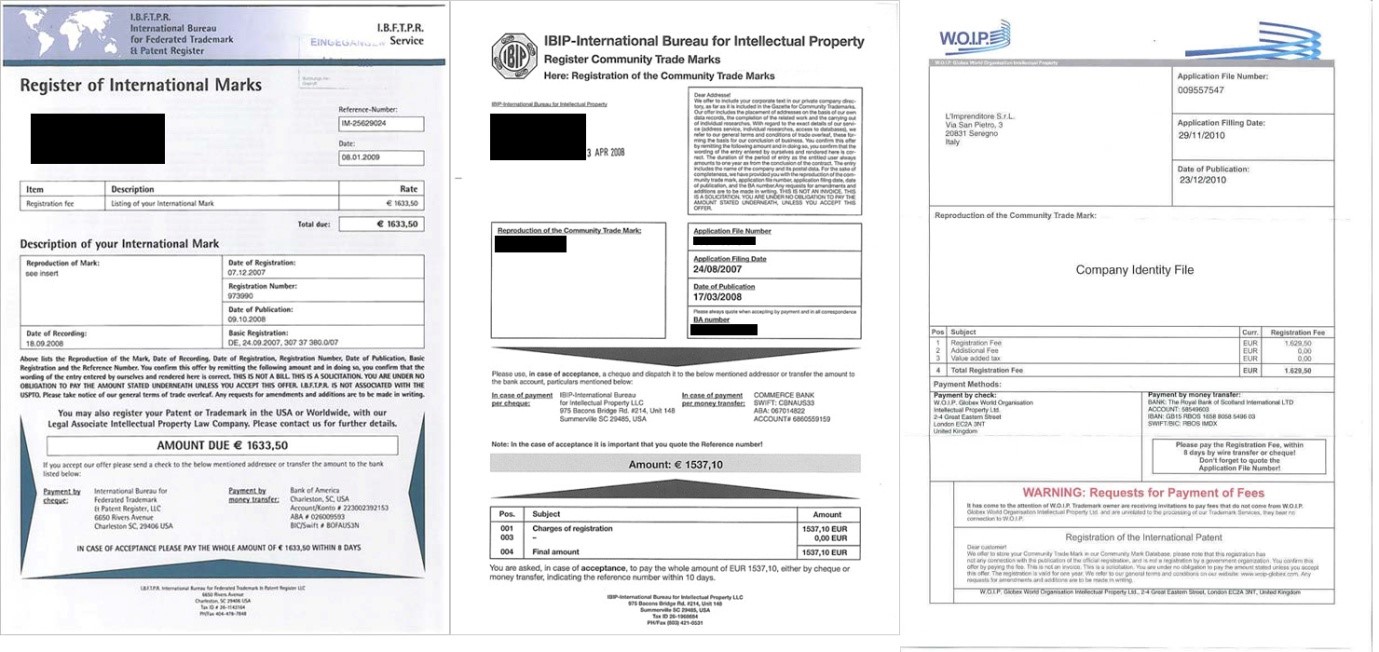 I.B.F.T.P.R.
International Bureau
for Federated Trademark
& Patent Register
I.B.F.T.P.R.
Service
Register of International Marks
Reference-Number:
IM-25629024
Date:
08.01.2009
Item Description Rate
Registration fee Listing of your International Mark € 1633,50
Total due: € 1633,50
Description of your International Mark
Reproduction of Mark:
see insert
Date of Registration:
07.12.2007
Registration Number:
973990
Date of Publication:
09.10.2008
Date of Recording:
18.09.2008
Basic Registration:
DE, 24.09.2007, 307 37 380.0/07
Above lists the Reproduction of the Mark, Date of Recording, Date of Registration, Registration Number, Date of Publication, Basic
Registration and the Reference Number. You confirm this offer by remitting the following amount and in doing so, you confirm that the
wording of the entry entered by ourselves and rendered here is correct. THIS IS NOT A BILL. THIS IS A SOLICITATION. YOU ARE UNDER NO
OBLIGATION TO PAY THE AMOUNT STATED UNDERNEATH UNLESS YOU ACCEPT THIS OFFER. I.B.F.T.P.R. IS NOT ASSOCIATED WITH THE
USPTO. Please take notice of our general terms of trade overleaf. Any requests for amendments and additions are to be made in writing.
You may also register your Patent or Trademark in the USA or Worldwide, with our
Legal Associate Intellectual Property Law Company. Please contact us for further details.
AMOUNT DUE € 1633,50
If you accept our offer please send a check to the below mentioned addressee or transfer the amount to the bank
listed below:
Payment by
cheque:
International Bureau for
Federated Trademark
& Patent Register, LLC
6650 Rivers Avenue
Charleston SC, 29406 USA
Payment by
money transfer:
Bank of America
Charleston, SC, USA
Account/Konto # 223002392153
ABA # 026009593
BIC/Swift # BOFAUS3N
IN CASE OF ACCEPTANCE PLEASE PAY THE WHOLE AMOUNT OF € 1633,50 WITHIN 8 DAYS
I.B.F.T.P.R. International Bureau for Federated Trademark & Patent Register, LLC
6650 Rivers Avenue
Charleston, SC 29406 USA
Tax ID # 26-1142104
PH/Fax 404-478-7848
IBIP
IBIP-International Bureau for Intellectual Property
Register Community Trade Marks
Here: Registration of the Community Trade Marks
IBIP-International Bureau for Intellectual Property
3 APR 2008
Dear Addressee!
We offer to include your corporate text in our private company direc-
tory, as far as it is included in the Gazette for Community Trademarks.
Our offer includes the placement of addresses on the basis of our own
data records, the completion of the related work and the carrying out
of individual researches. With regard to the exact details of our serv-
ice (address service, individual researches, access to databases), we
refer to our general terms and conditions of trade overleaf, these for-
ming the basis for our conclusion of business. You confirm this offer
by remitting the following amount and in doing so, you confirm that the
wording of the entry entered by ourselves and rendered here is cor-
rect. The duration of the period of entry as the entitled user always
amounts to one year as from the conclusion of the contract. The entry
includes the name of the company and its postal data. For the sake of
completeness, we have provided you with the reproduction of the com-
munity trade mark, application file number, application filing date, date
of publication, and the BA number. Any requests for amendments and
additions are to be made in writing. THIS IS NOT AN INVOICE. THIS
IS A SOLICITATION. YOU ARE UNDER NO OBLIGATION TO PAY THE
AMOUNT STATED UNDERNEATH, UNLESS YOU ACCEPT THIS
OFFER.
Reproduction of the Community Trade Mark:
Application File Number
Application Filing Date
24/08/2007
Date of Publication
17/03/2008
Please always quote when accepting by payment and in all correspondence
BA number
Please use, in case of acceptance, a cheque and dispatch it to the below mentioned addressor or transfer the amount to
the bank account, particulars mentioned below:
In case of payment
per cheque:
IBIP-International Bureau
for Intellectual Property LLC
975 Bacons Bridge Rd. #214, Unit 148
Summerville SC 29485, USA
In case of payment
per money transfer:
COMMERCE BANK
SWIFT: CBNAUS33
ABA: 067014822
ACCOUNT# 6860559159
Note: In the case of acceptance it is important that you quote the Reference number!
Amount: € 1537,10
Pos. Subject Amount
001 Charges of registration 1537,10 EUR
003 – 0,00 EUR
004 Final amount 1537,10 EUR
You are asked, in case of acceptance, to pay the whole amount of EUR 1537,10, either by cheque or
money transfer, indicating the reference number within 10 days.
IBIP-International Bureau for Intellectual Property LLC
975 Bacons Bridge Rd. #214, Unit 148
Summerville SC 29485, USA
Tax ID 26-1968684
PH/Fax (503) 421-0531
W.O.I.P.
W.O.I.P. Globex World Organisation Intellectual Property
L'Imprenditore S.r.L.
Via San Pietro, 3
20831 Seregno
Italy
Application File Number:
009557547
Application Filing Date:
29/11/2010
Date of Publication:
23/12/2010
Reproduction of the Community Trade Mark:
Company Identity File
Pos Subject Curr. Registration Fee
1 Registration Fee EUR 1.629,50
2 Additional Fee EUR 0,00
3 Value added tax EUR 0,00
4 Total Registration Fee EUR 1.629,50
Payment Methods:
Payment by check:
W.O.I.P. Globex World Organisation
Intellectual Property Ltd.
2-4 Great Eastern Street
London EC2A 3NT
United Kingdom
Payment by money transfer:
BANK: The Royal Bank of Scotland International LTD
ACCOUNT: 58549603
IBAN: GB15 RBOS 1658 8058 5496 03
SWIFT/BIC: RBOS IMDX
Please pay the Registration Fee, within
8 days by wire transfer or cheque!
Don't forget to quote the
Application File Number!
WARNING: Requests for Payment of Fees
It has come to the attention of W.O.I.P. Trademark owner are receiving invitations to pay fees that do not come from W.O.I.P.
Globex World Organisation Intellectual Property Ltd. and are unrelated to the processing of our Trademark Services, they bear no
connection to W.O.I.P.
Registration of the International Patent
Dear customer!
We offer to store your Community Trade Mark in our Community Mark Database, please note that this registration has
not any connection with the publication of the official registration, and is not a registration by a government organization. You confirm this
offer by paying the fee. This is not an invoice. This is a solicitation. You are under no obligation to pay the amount stated unless you accept
this offer. The registration is valid for one year. We refer to our general terms and conditions on our website: www.woip-globex.com. Any
requests for amendments and additions are to be made in writing.
W.O.I.P. Globex World Organisation Intellectual Property Ltd., 2-4 Great Eastern Street, London EC2A 3NT, United Kingdom